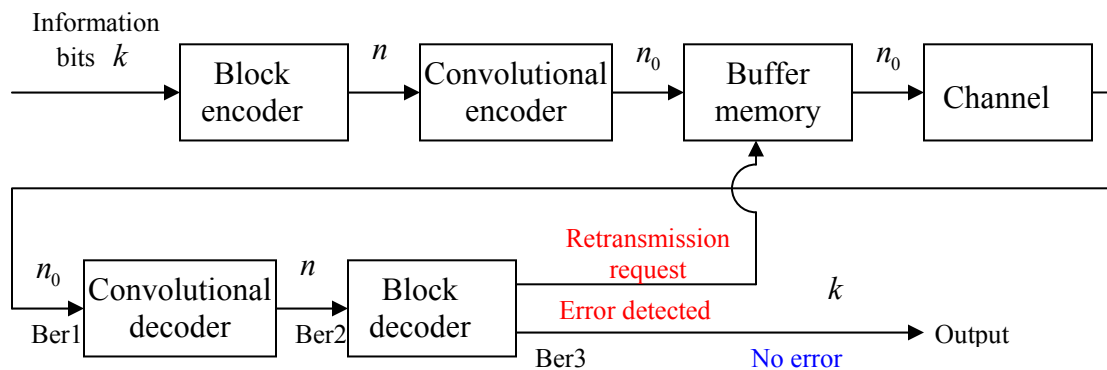 Information
bits k
Block
encoder
n
Convolutional
encoder
n₀
Buffer
memory
n₀
Channel
n₀
Ber1
Convolutional
decoder
n
Ber2
Block
decoder
Retransmission
request
Error detected
Ber3
No error
k
Output